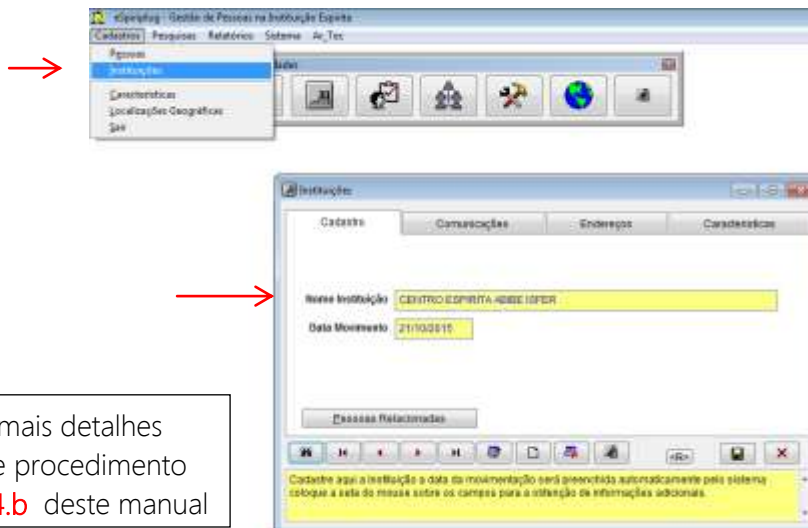 eSpiriplug - Gestão de Pessoas na Instituição Espírita
Cadastros Pesquisas Relatórios Sistema Ar_Tec
Pessoas
Instituições
Características
Localizações Geográficas
Sair
Instituições
Cadastro Comunicações Endereços Características
Nome Instituição CENTRO ESPIRITA ABIBE ISFER
Data Movimento 21/10/2015
Pessoas Relacionadas
<R>
Cadastre aqui a instituição a data da movimentação será preenchida automaticamente pelo sistema
coloque a seta do mouse sobre os campos para a obtenção de informações adicionais.
mais detalhes
e procedimento
4.b deste manual